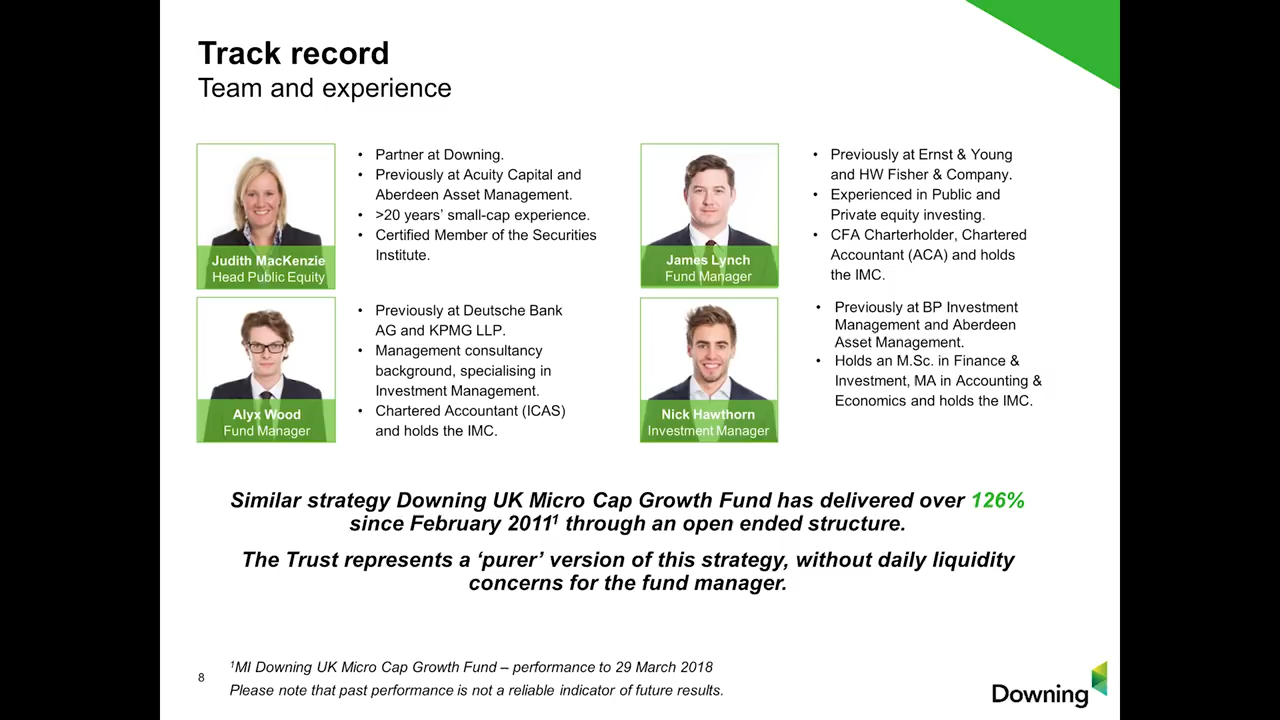 Track record
Team and experience
Judith MacKenzie
Head Public Equity
• Partner at Downing.
• Previously at Acuity Capital and
Aberdeen Asset Management.
• >20 years’ small-cap experience.
• Certified Member of the Securities
Institute.
James Lynch
Fund Manager
• Previously at Ernst & Young
and HW Fisher & Company.
• Experienced in Public and
Private equity investing.
• CFA Charterholder, Chartered
Accountant (ACA) and holds
the IMC.
Alyx Wood
Fund Manager
• Previously at Deutsche Bank
AG and KPMG LLP.
• Management consultancy
background, specialising in
Investment Management.
• Chartered Accountant (ICAS)
and holds the IMC.
Nick Hawthorn
Investment Manager
• Previously at BP Investment
Management and Aberdeen
Asset Management.
• Holds an M.Sc. in Finance &
Investment, MA in Accounting &
Economics and holds the IMC.
Similar strategy Downing UK Micro Cap Growth Fund has delivered over 126%
since February 2011¹ through an open ended structure.
The Trust represents a ‘purer’ version of this strategy, without daily liquidity
concerns for the fund manager.
¹MI Downing UK Micro Cap Growth Fund – performance to 29 March 2018
Please note that past performance is not a reliable indicator of future results.
8
Downing